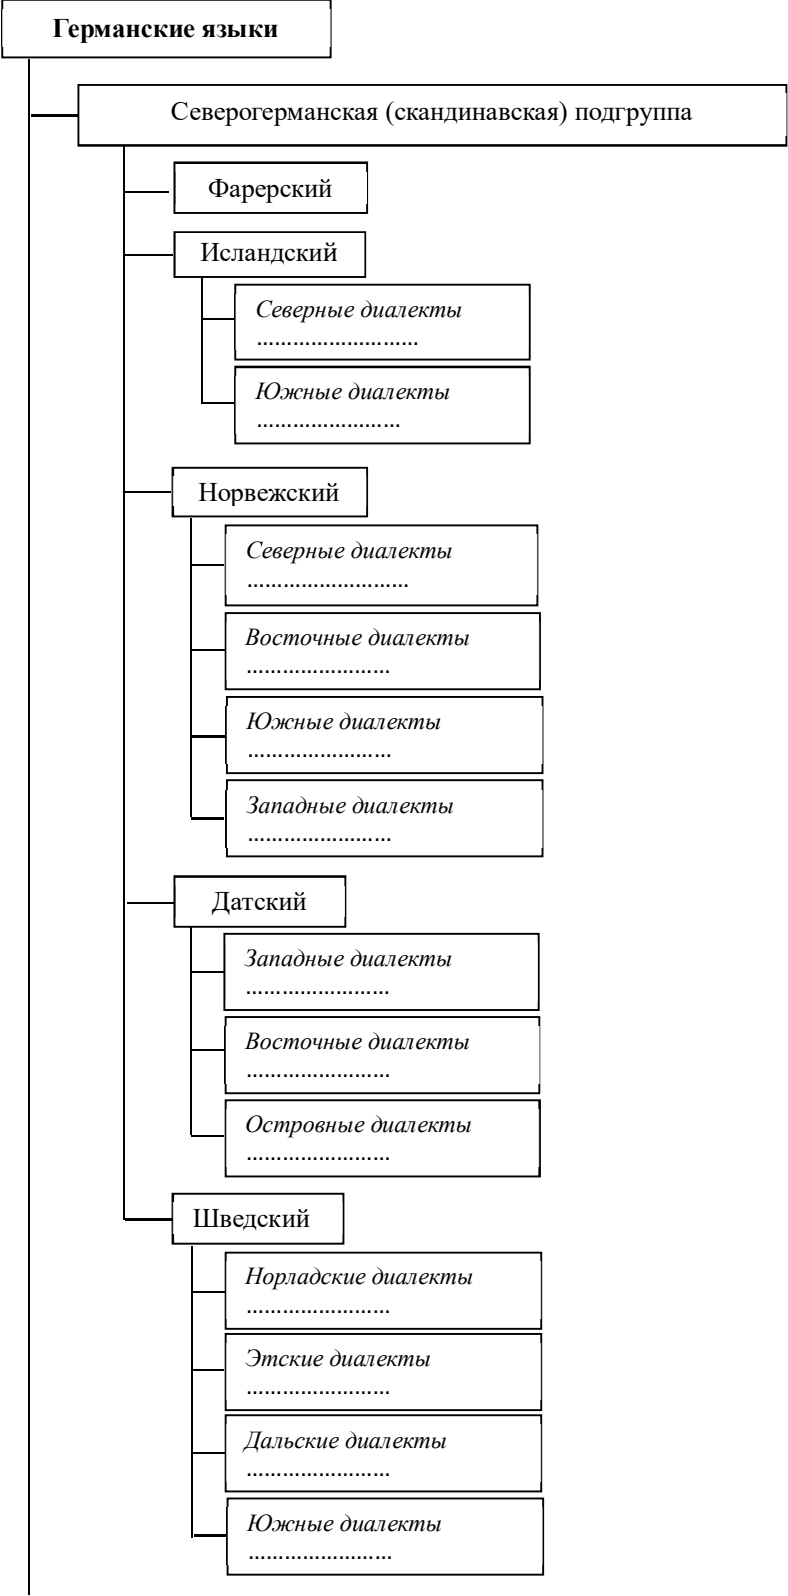 Германские языки
Северогерманская (скандинавская) подгруппа
Фарерский
Исландский
Северные диалекты
………………………
Южные диалекты
……………………
Норвежский
Северные диалекты
………………………
Восточные диалекты
……………………
Южные диалекты
……………………
Западные диалекты
……………………
Датский
Западные диалекты
……………………
Восточные диалекты
……………………
Островные диалекты
……………………
Шведский
Норладские диалекты
……………………
Этские диалекты
……………………
Дальские диалекты
……………………
Южные диалекты
……………………